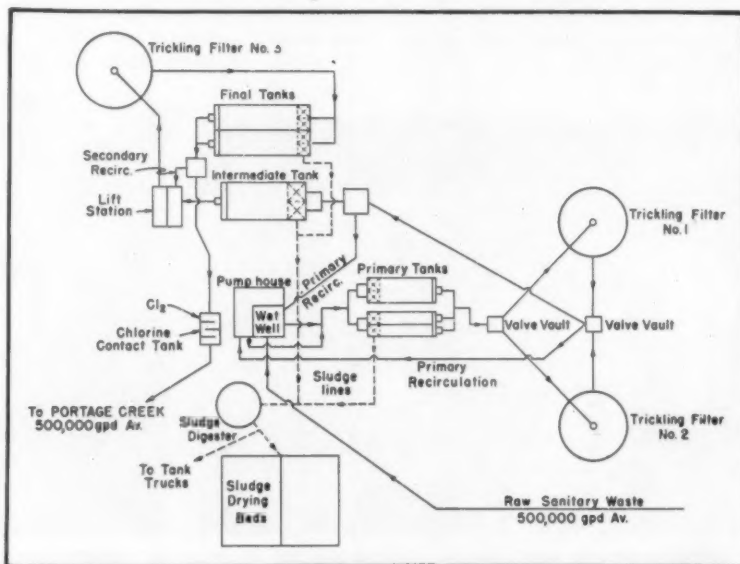 Trickling Filter No. 3
Final Tanks
Secondary
Recirc.
Intermediate Tank
Lift
Station
Trickling Filter
No. 1
Pump house
Primary
Recirc.
Primary Tanks
Wet
Well
Cl2
Chlorine
Contact Tank
Valve Vault
Valve Vault
Primary
Recirculation
Sludge
lines
To PORTAGE CREEK
500,000 gpd Av.
Sludge
Digester
Trickling Filter
No. 2
To Tank
Trucks
Sludge
Drying
Beds
Raw Sanitary Waste
500,000 gpd Av.